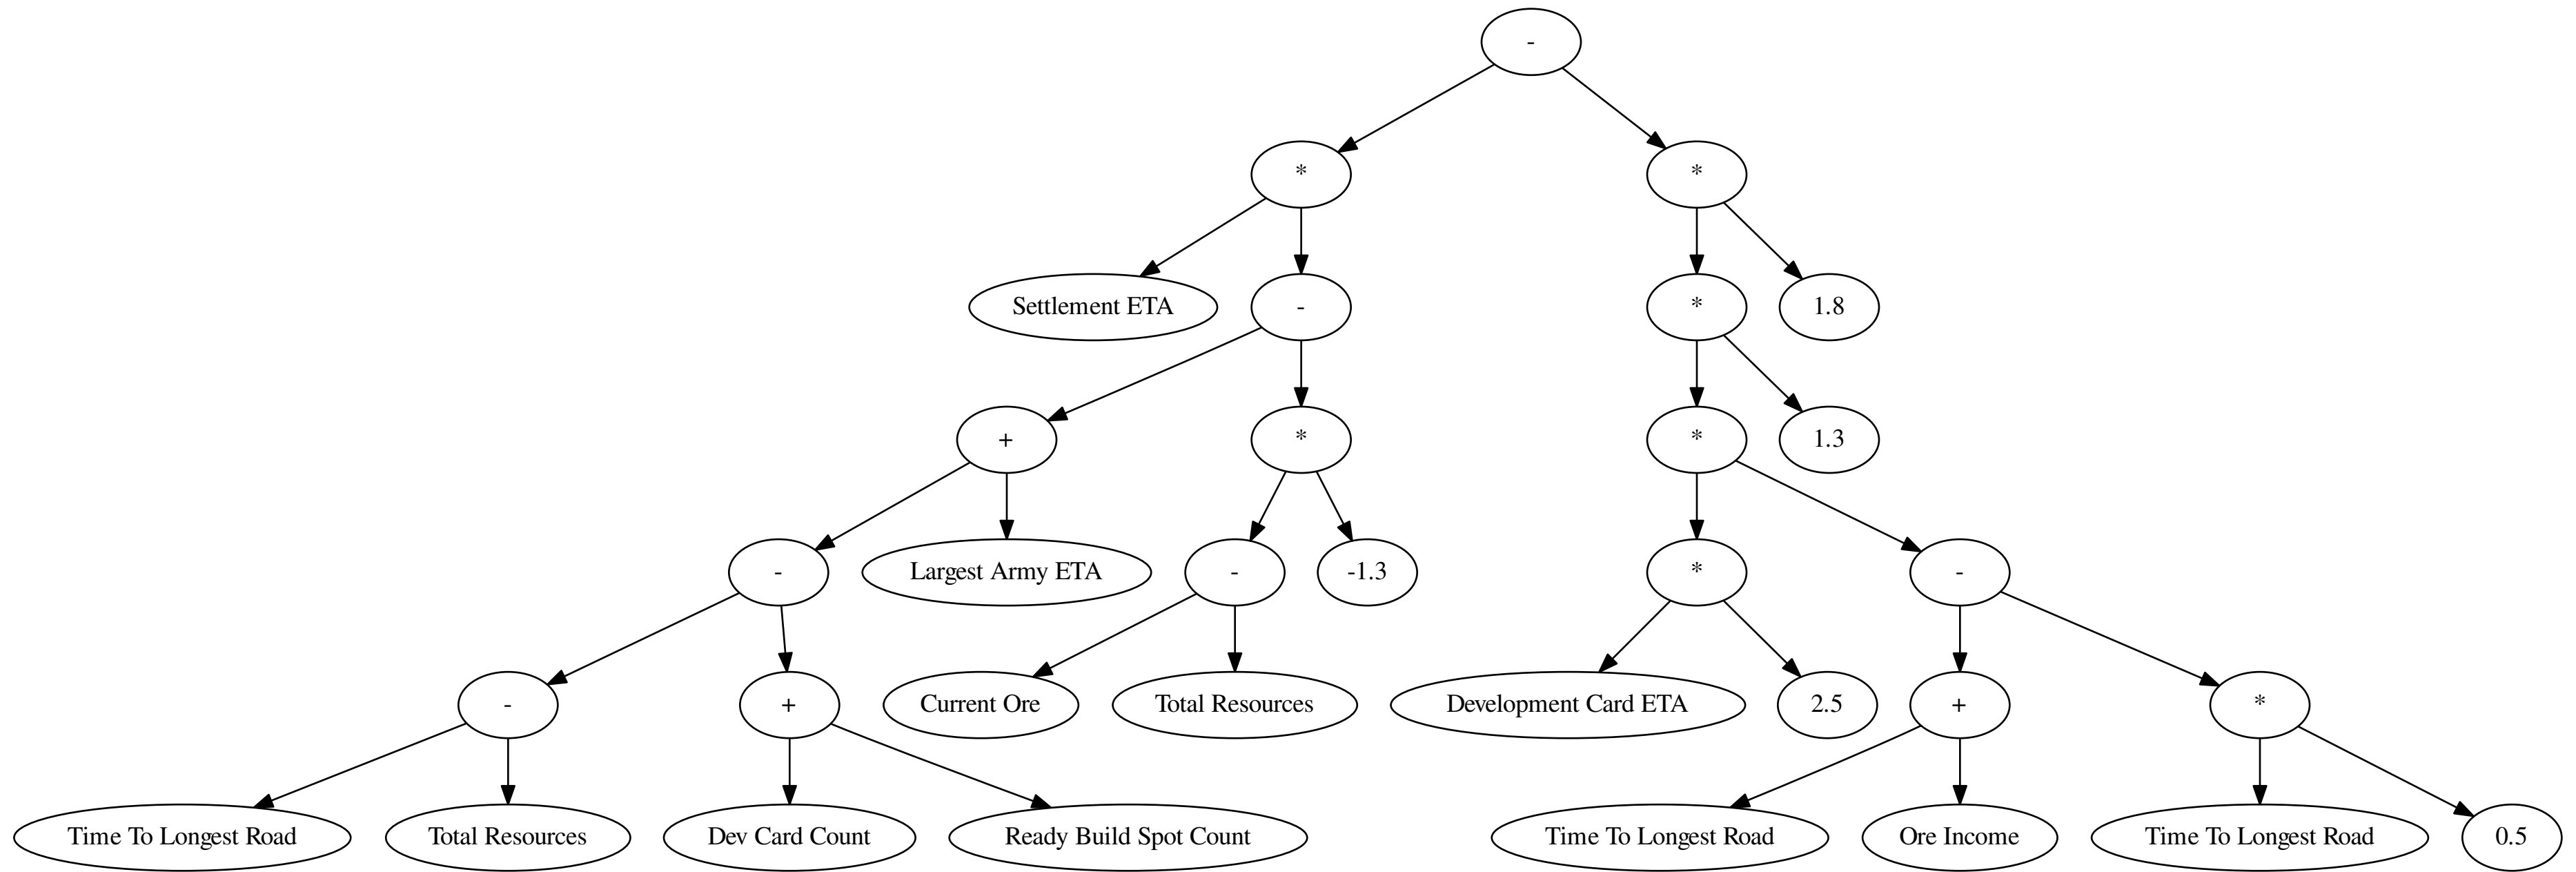 -
*
*
Settlement ETA
-
*
1.8
+
*
*
1.3
-
Largest Army ETA
-
-1.3
*
-
-
+
Current Ore
Total Resources
Development Card ETA
2.5
+
*
Time To Longest Road
Total Resources
Dev Card Count
Ready Build Spot Count
Time To Longest Road
Ore Income
Time To Longest Road
0.5